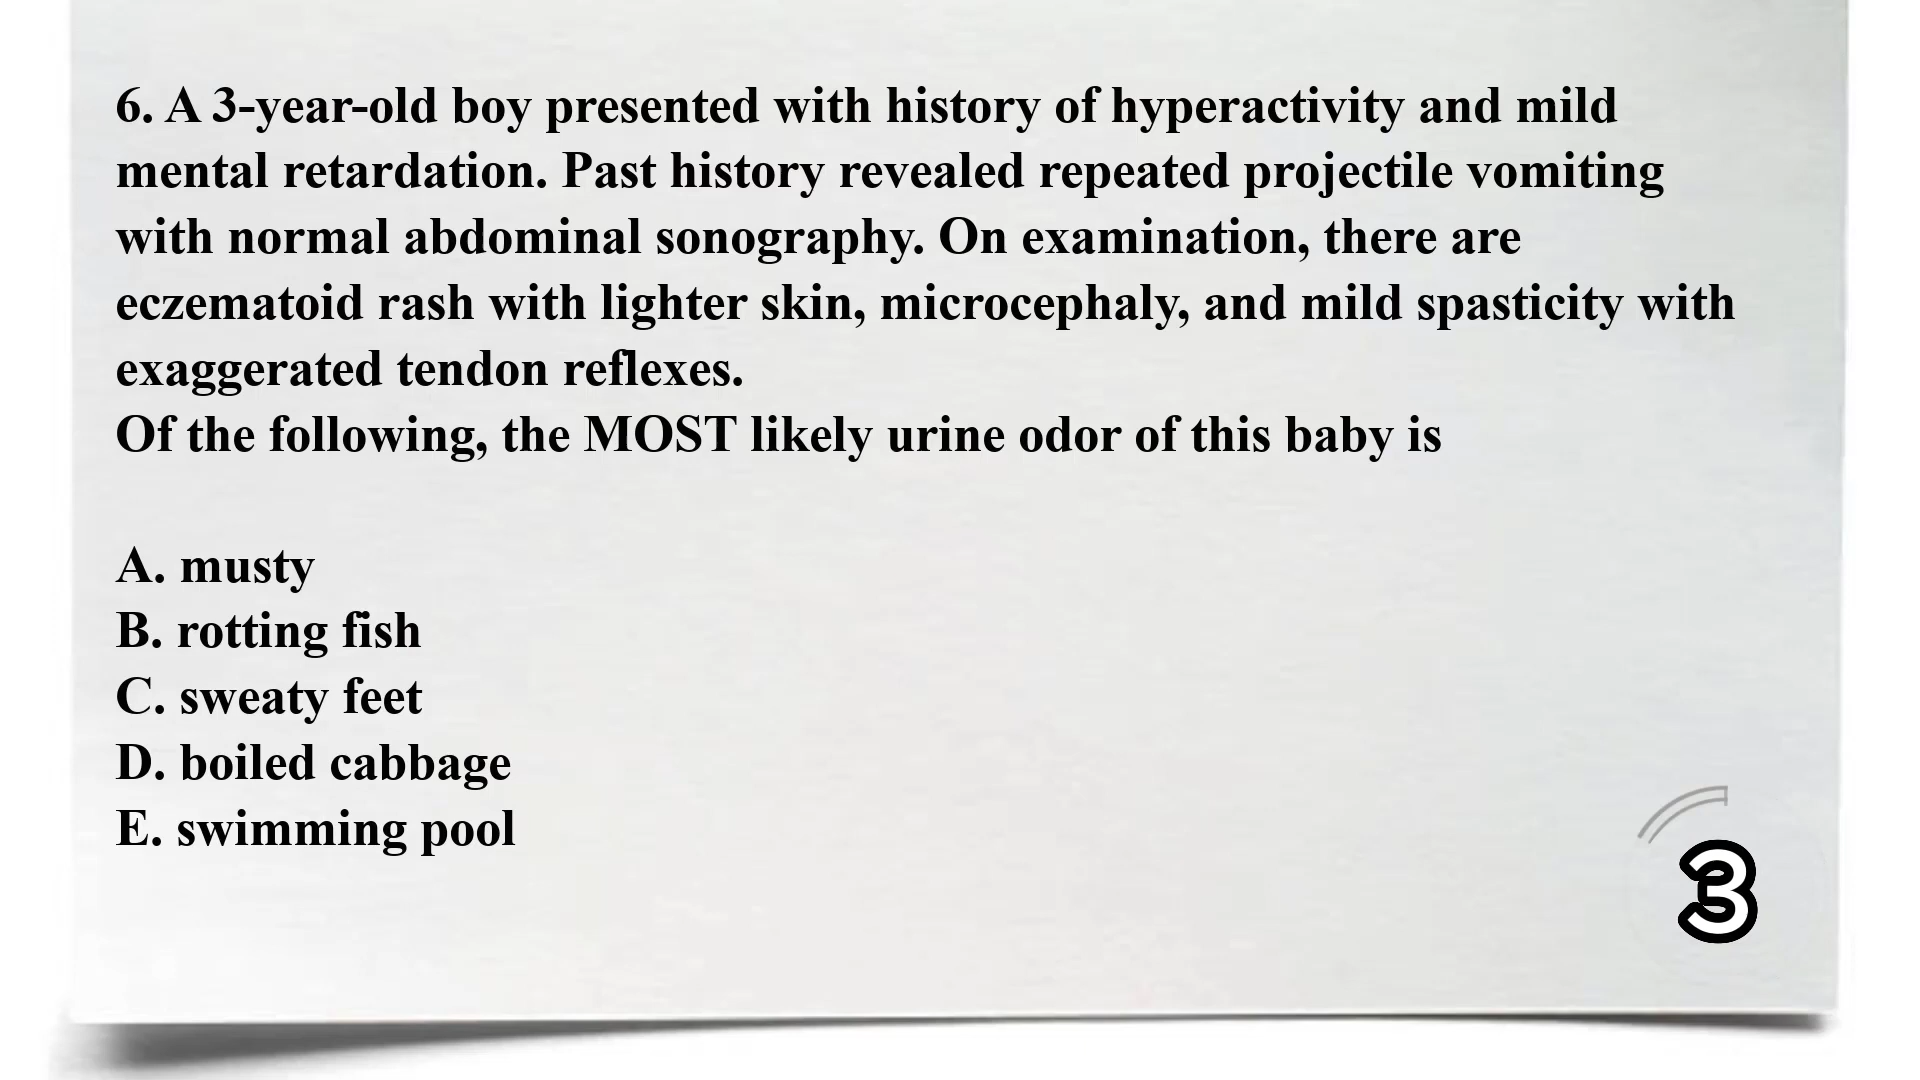 6. A 3-year-old boy presented with history of hyperactivity and mild
mental retardation. Past history revealed repeated projectile vomiting
with normal abdominal sonography. On examination, there are
eczematoid rash with lighter skin, microcephaly, and mild spasticity with
exaggerated tendon reflexes.
Of the following, the MOST likely urine odor of this baby is
A. musty
B. rotting fish
C. sweaty feet
D. boiled cabbage
E. swimming pool
3